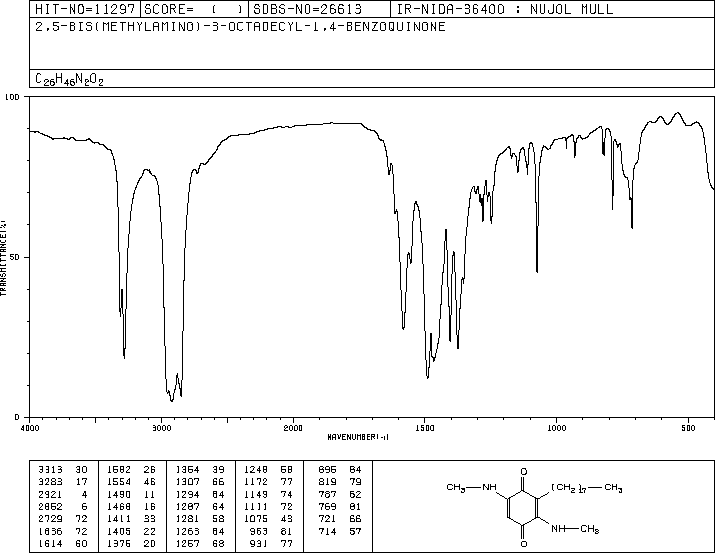 HIT-NO=11297 SCORE= ( ) SDBS-NO=26613 IR-NIDA-36400 : NUJOL MULL
2,5-BIS(METHYLAMINO)-3-OCTADECYL-1,4-BENZOQUINONE
C26H46N2O2
100
50
0
TRANSMITTANCE(%)
4000 3000 2000 1500 1000 500
WAVENUMBER(-1)
3313 30 1582 26 1364 39 1248 58 896 84
3283 17 1554 46 1307 66 1172 77 819 79
2921 4 1490 11 1294 64 1149 74 787 62
2852 6 1468 16 1287 64 1111 72 769 81
2729 72 1411 33 1281 58 1075 43 721 66
1636 72 1405 22 1263 64 963 81 714 57
1614 60 1376 20 1257 68 931 77
O
CH3 NH (CH2)17 CH3
NH CH3
O